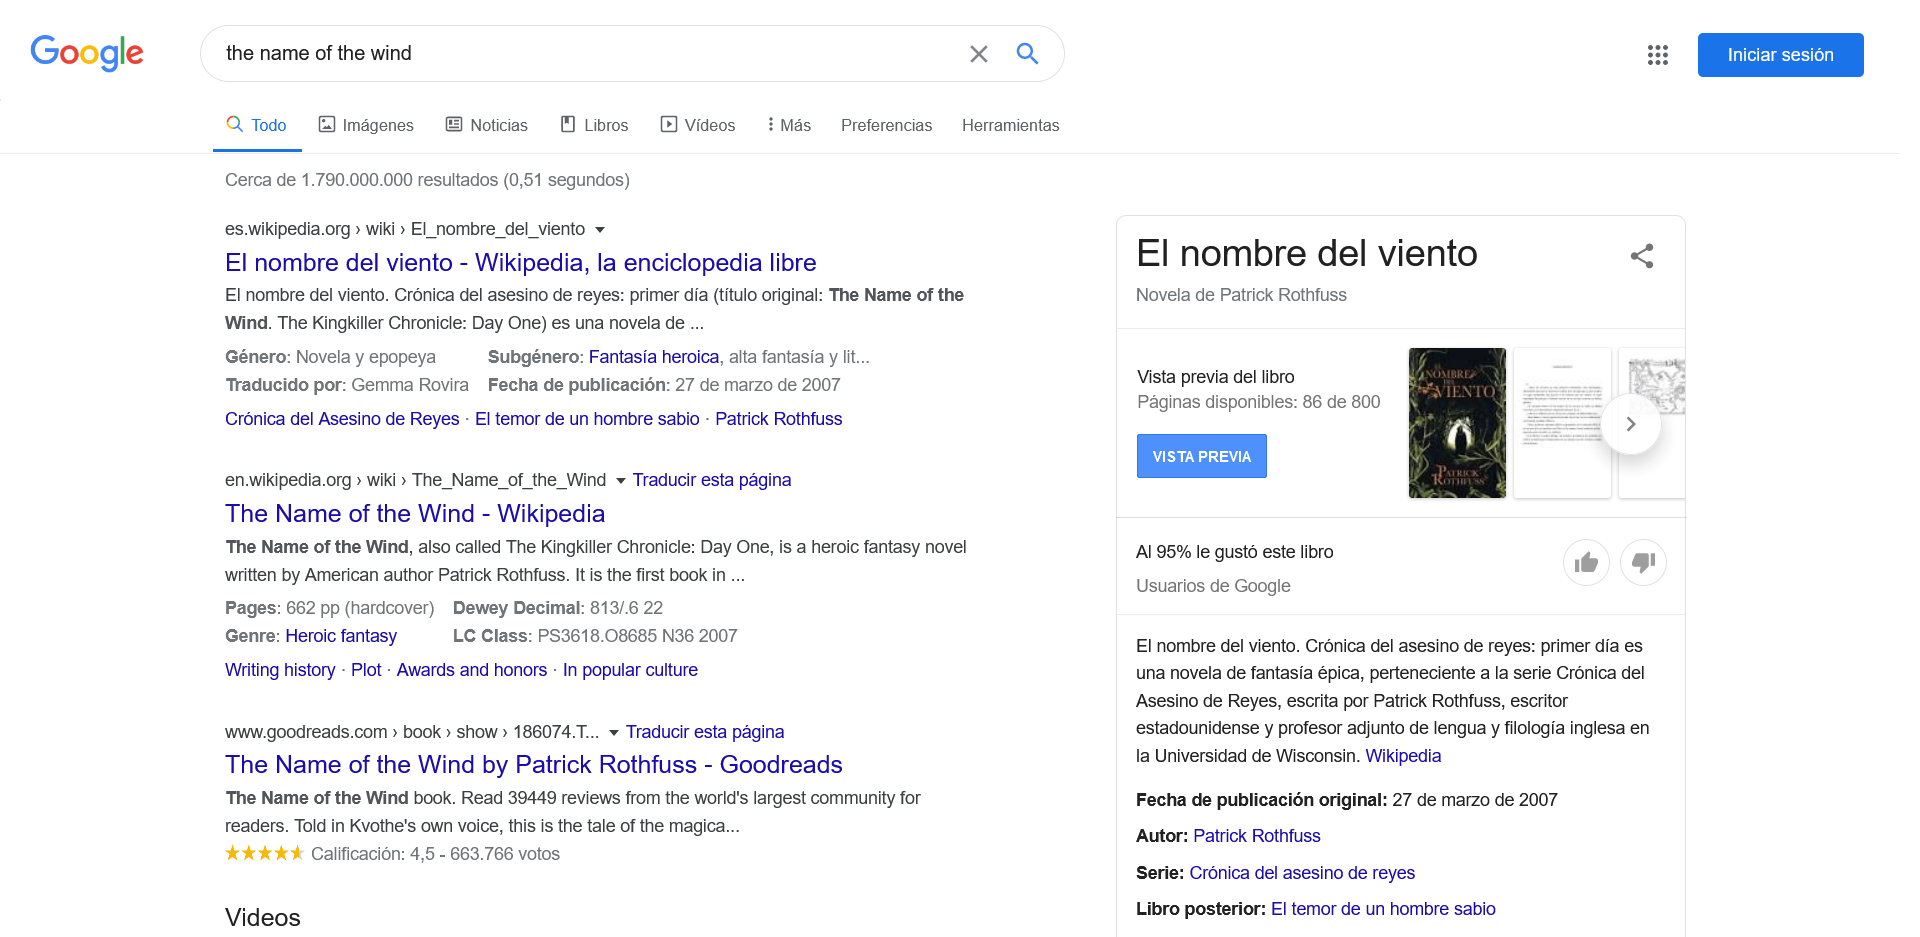 Google
the name of the wind
Iniciar sesión
Todo
Imágenes
Noticias
Libros
Vídeos
Más
Preferencias
Herramientas
Cerca de 1.790.000.000 resultados (0,51 segundos)
es.wikipedia.org › wiki › El_nombre_del_viento
El nombre del viento - Wikipedia, la enciclopedia libre
El nombre del viento. Crónica del asesino de reyes: primer día (título original: The Name of the
Wind. The Kingkiller Chronicle: Day One) es una novela de ...
Género: Novela y epopeya Subgénero: Fantasía heroica, alta fantasía y lit...
Traducido por: Gemma Rovira Fecha de publicación: 27 de marzo de 2007
Crónica del Asesino de Reyes · El temor de un hombre sabio · Patrick Rothfuss
en.wikipedia.org › wiki › The_Name_of_the_Wind Traducir esta página
The Name of the Wind - Wikipedia
The Name of the Wind, also called The Kingkiller Chronicle: Day One, is a heroic fantasy novel
written by American author Patrick Rothfuss. It is the first book in ...
Pages: 662 pp (hardcover) Dewey Decimal: 813/.6 22
Genre: Heroic fantasy LC Class: PS3618.O8685 N36 2007
Writing history · Plot · Awards and honors · In popular culture
www.goodreads.com › book › show › 186074.T... Traducir esta página
The Name of the Wind by Patrick Rothfuss - Goodreads
The Name of the Wind book. Read 39449 reviews from the world's largest community for
readers. Told in Kvothe's own voice, this is the tale of the magica...
Calificación: 4,5 - 663.766 votos
Videos
El nombre del viento
Novela de Patrick Rothfuss
Vista previa del libro
Páginas disponibles: 86 de 800
VISTA PREVIA
NOMBRE
DEL
VIENTO
PATRICK
ROTHFUSS
Al 95% le gustó este libro
Usuarios de Google
El nombre del viento. Crónica del asesino de reyes: primer día es
una novela de fantasía épica, perteneciente a la serie Crónica del
Asesino de Reyes, escrita por Patrick Rothfuss, escritor
estadounidense y profesor adjunto de lengua y filología inglesa en
la Universidad de Wisconsin. Wikipedia
Fecha de publicación original: 27 de marzo de 2007
Autor: Patrick Rothfuss
Serie: Crónica del asesino de reyes
Libro posterior: El temor de un hombre sabio